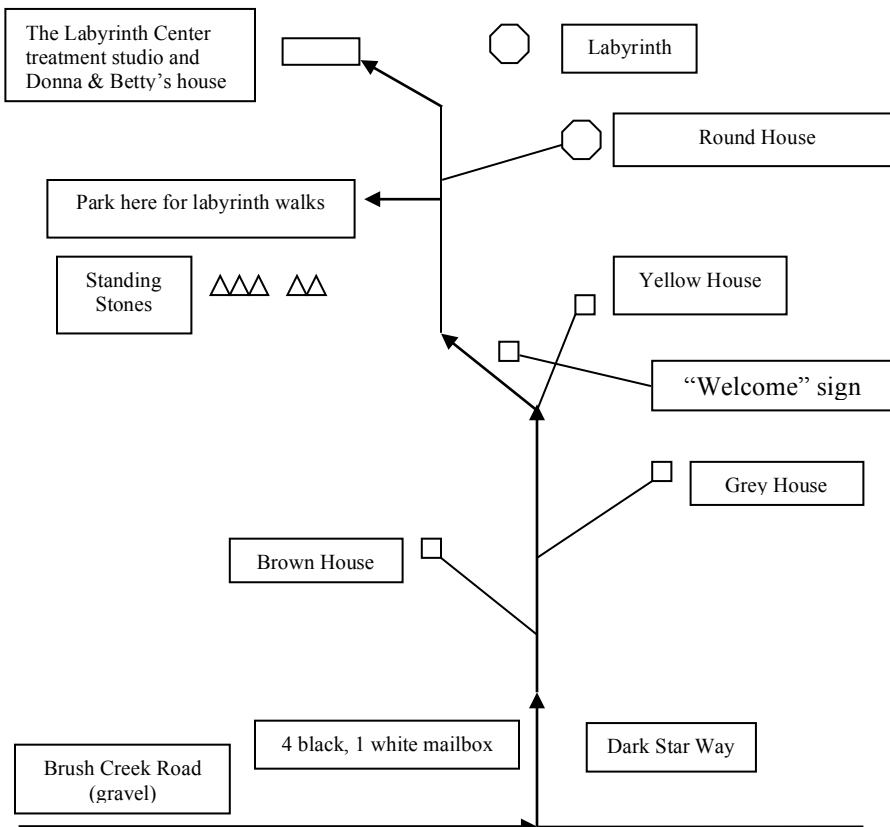 The Labyrinth Center
treatment studio and
Donna & Betty’s house
Labyrinth
Round House
Park here for labyrinth walks
Standing
Stones
Yellow House
“Welcome” sign
Grey House
Brown House
4 black, 1 white mailbox
Dark Star Way
Brush Creek Road
(gravel)